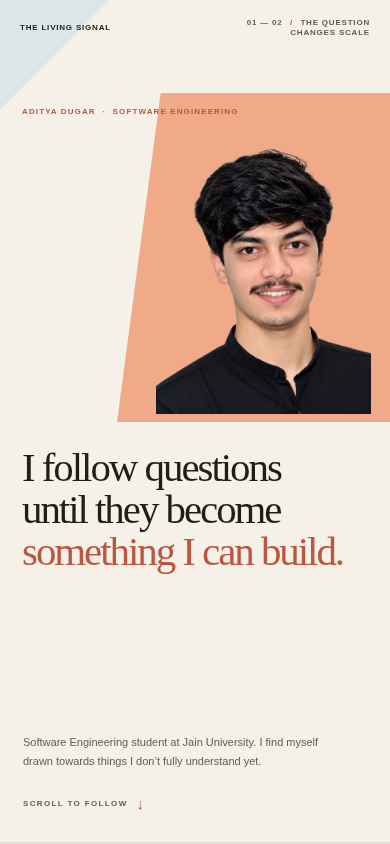 THE LIVING SIGNAL
01 — 02 / THE QUESTION
CHANGES SCALE
ADITYA DUGAR · SOFTWARE ENGINEERING
I follow questions
until they become
something I can build.
Software Engineering student at Jain University. I find myself
drawn towards things I don’t fully understand yet.
SCROLL TO FOLLOW ↓